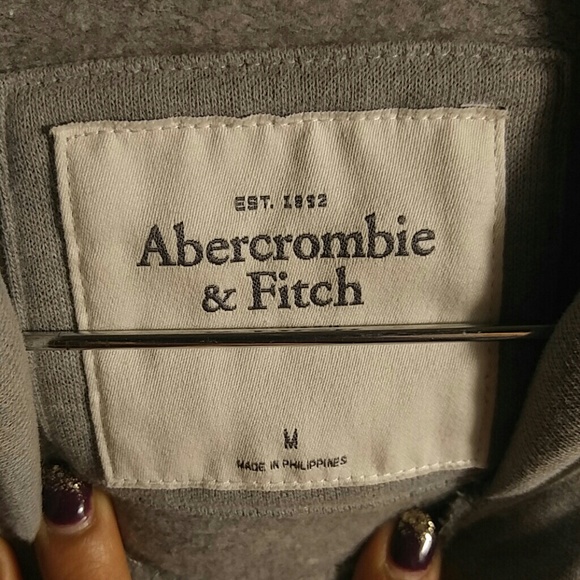 EST. 1892
Abercrombie
& Fitch
M
MADE IN PHILIPPINES